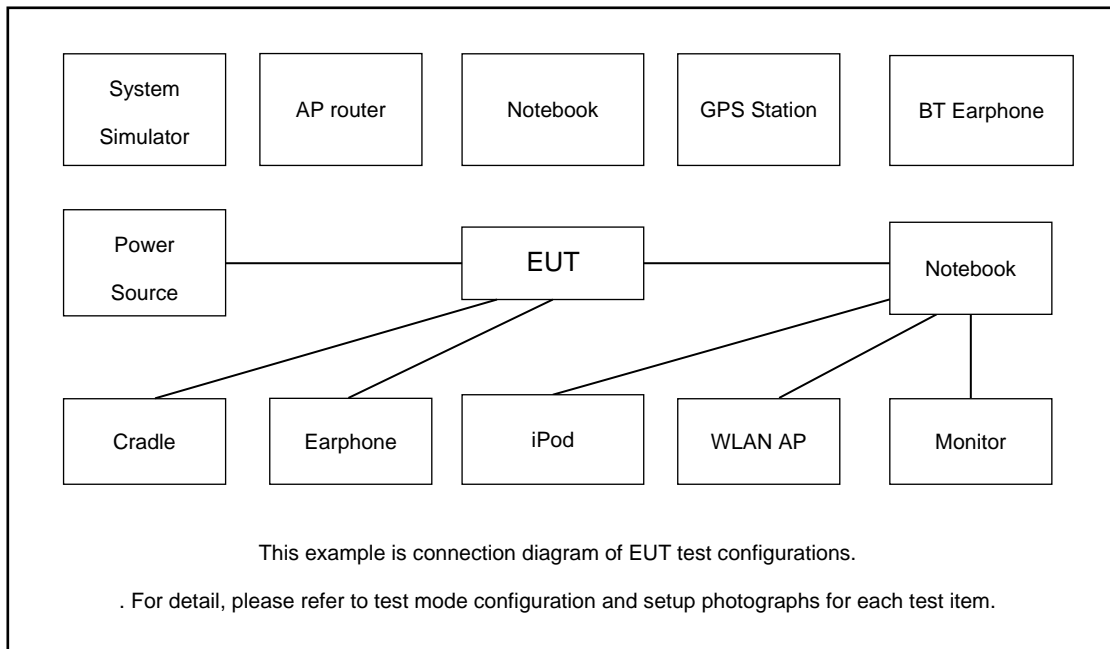 System
Simulator
AP router
Notebook
GPS Station
BT Earphone
Power
Source
EUT
Notebook
Cradle
Earphone
iPod
WLAN AP
Monitor
This example is connection diagram of EUT test configurations.
. For detail, please refer to test mode configuration and setup photographs for each test item.